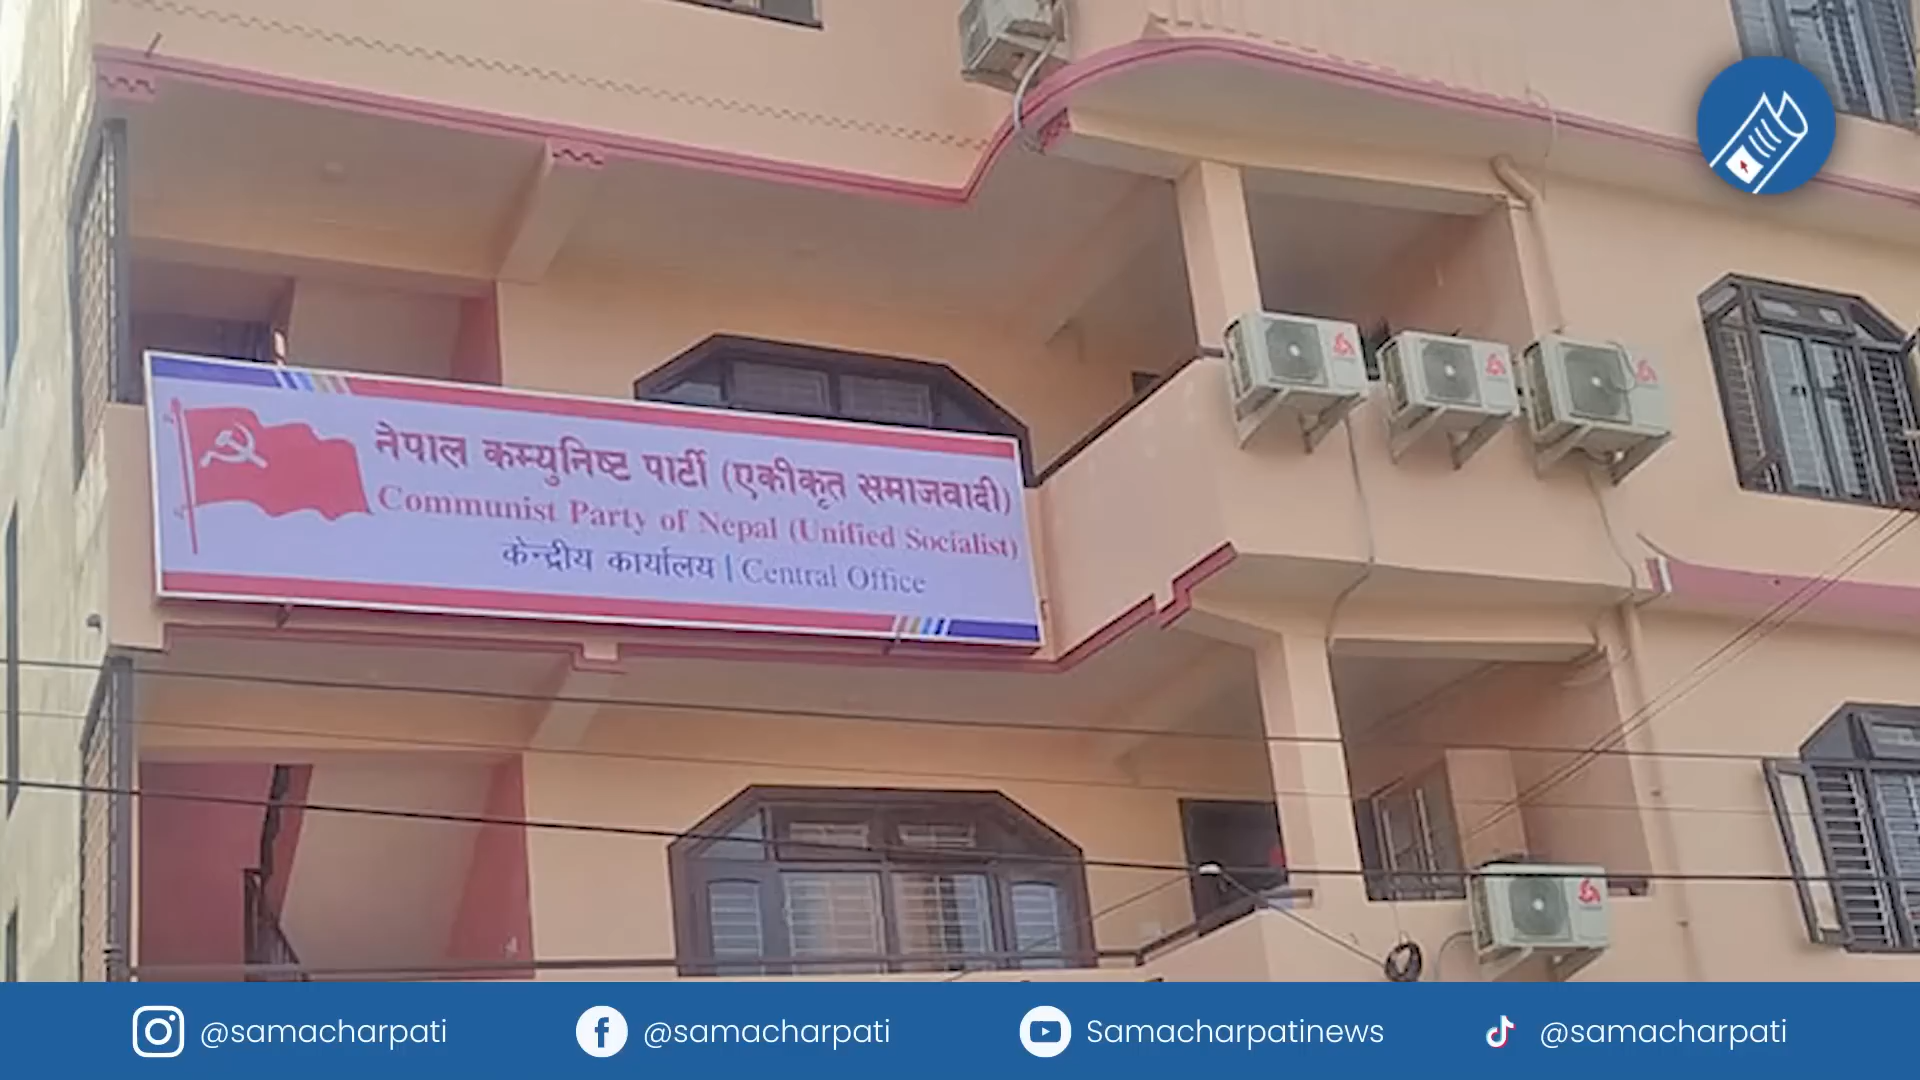 नेपाल कम्युनिष्ट पार्टी (एकीकृत समाजवादी)
Communist Party of Nepal (Unified Socialist)
केन्द्रीय कार्यालय | Central Office
@samacharpati
@samacharpati
Samacharpatinews
@samacharpati